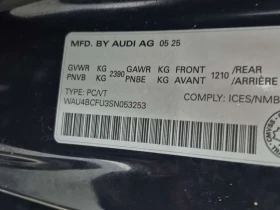 MFD. BY AUDI AG 05 25
GVWR KG 2390 GAWR KG FRONT 1210 /REAR
PNVB KG PNBE KG AVANT /ARRIÈRE
TYPE: PC/VT COMPLY: ICES/NMB
WAU4BCFU3SN053253